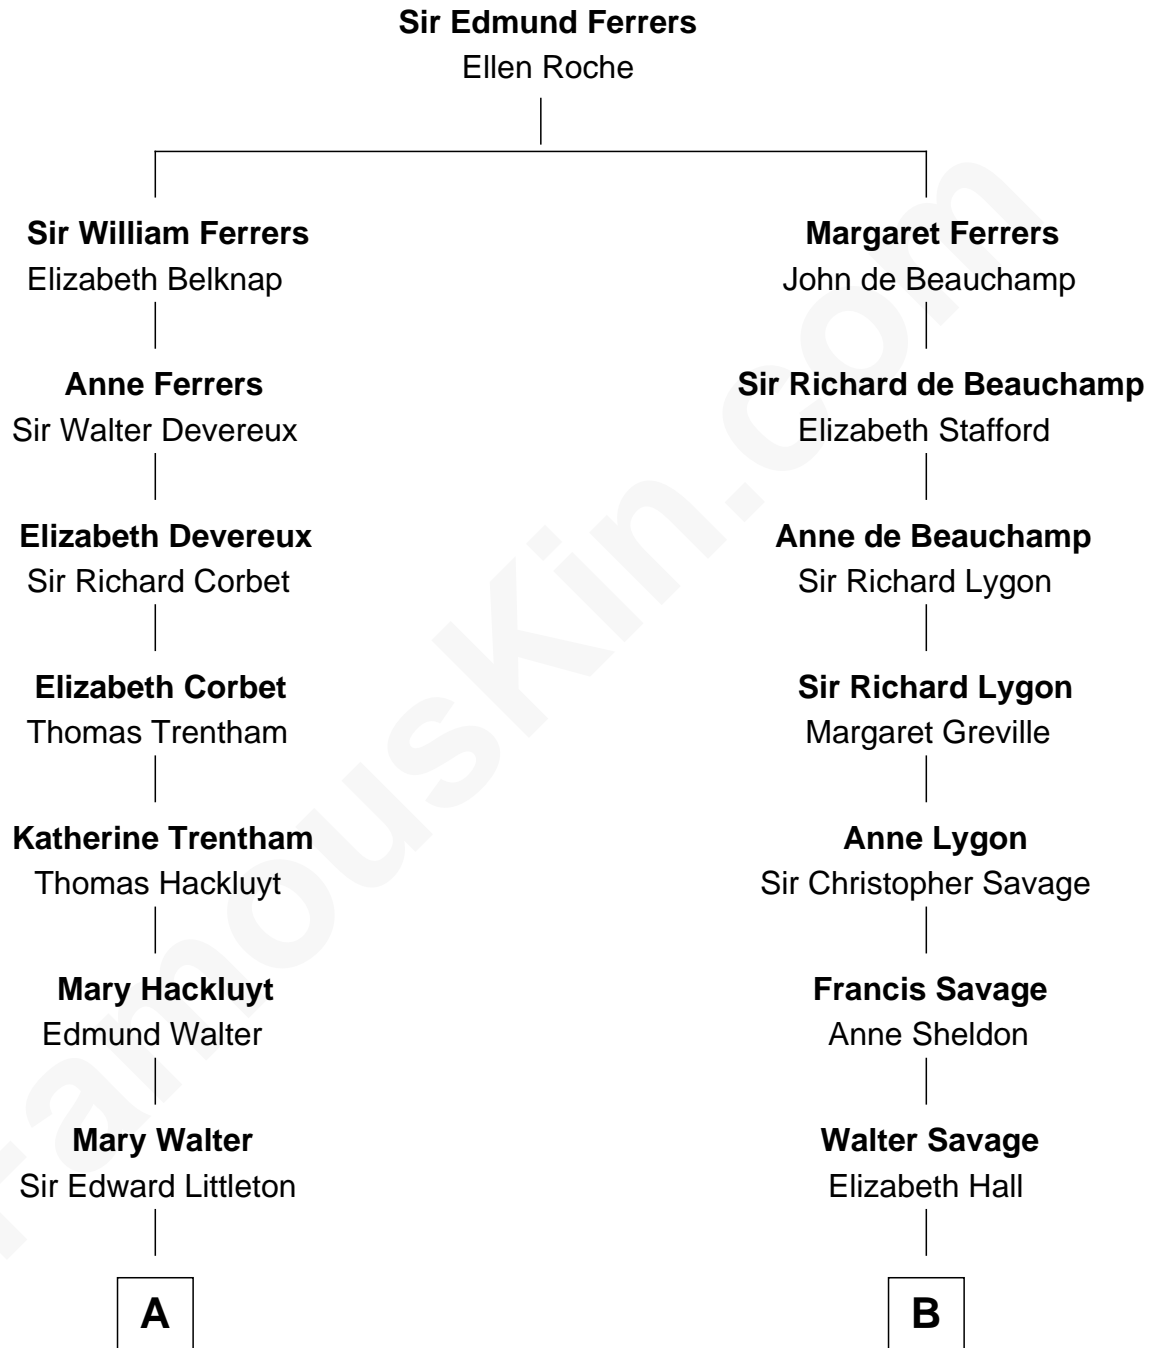 Sir Edmund Ferrers
Ellen Roche
Sir William Ferrers
Elizabeth Belknap
Margaret Ferrers
John de Beauchamp
Anne Ferrers
Sir Walter Devereux
Sir Richard de Beauchamp
Elizabeth Stafford
Elizabeth Devereux
Sir Richard Corbet
Anne de Beauchamp
Sir Richard Lygon
Elizabeth Corbet
Thomas Trentham
Sir Richard Lygon
Margaret Greville
Katherine Trentham
Thomas Hackluyt
Anne Lygon
Sir Christopher Savage
Mary Hackluyt
Edmund Walter
Francis Savage
Anne Sheldon
Mary Walter
Sir Edward Littleton
Walter Savage
Elizabeth Hall
A
B
FamousKin.com